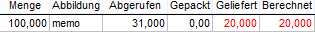 Menge Abbildung Abgerufen Gepackt Geliefert Berechnet
100,000 memo 31,000 0,00 20,000 20,000